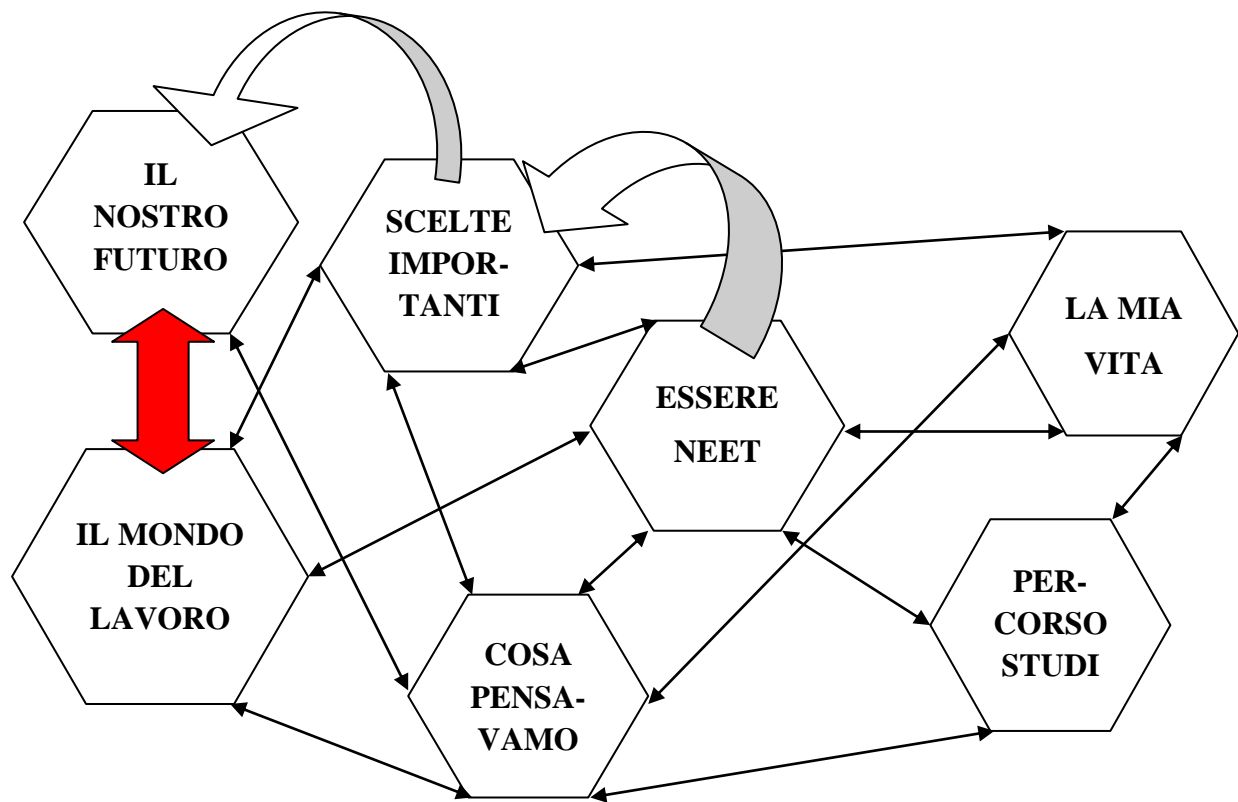 IL
NOSTRO
FUTURO
SCELTE
IMPOR-
TANTI
LA MIA
VITA
ESSERE
NEET
IL MONDO
DEL
LAVORO
PER-
CORSO
STUDI
COSA
PENSA-
VAMO